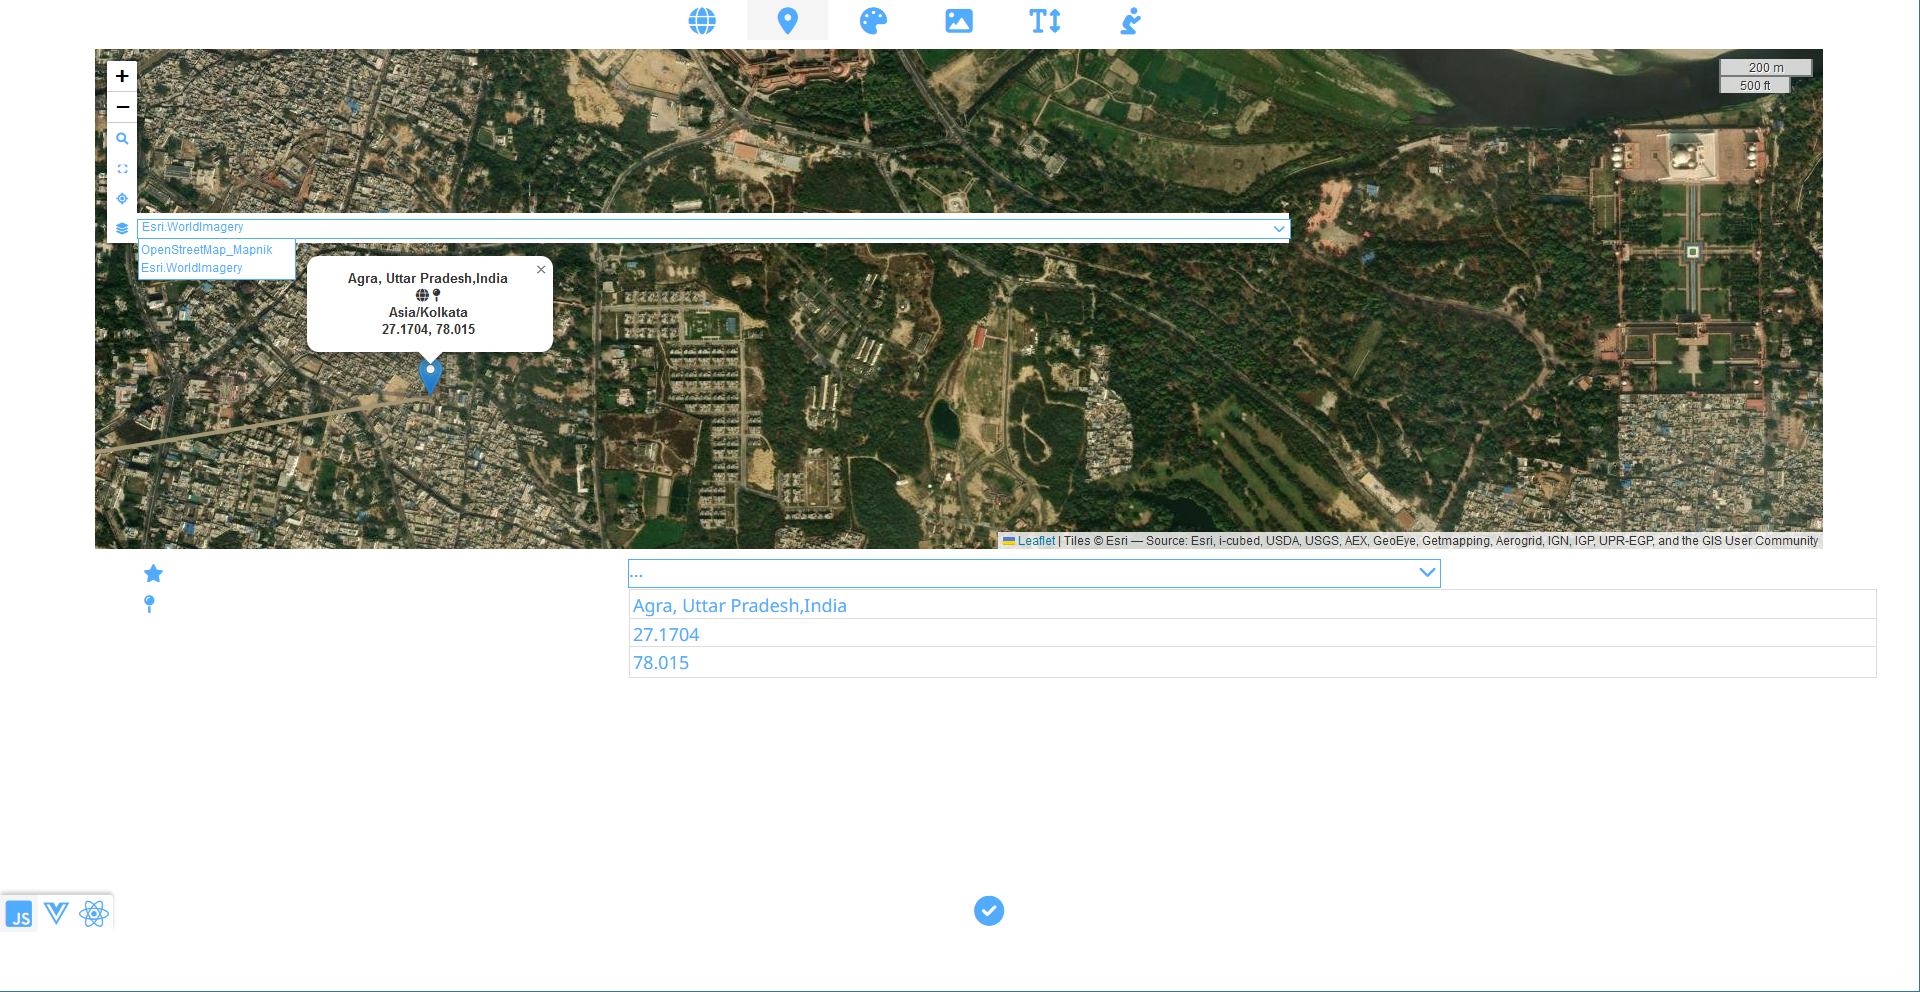 T
+
−
200 m
500 ft
Esri.WorldImagery
OpenStreetMap_Mapnik
Esri.WorldImagery
×
Agra, Uttar Pradesh,India
Asia/Kolkata
27.1704, 78.015
Leaflet | Tiles © Esri — Source: Esri, i-cubed, USDA, USGS, AEX, GeoEye, Getmapping, Aerogrid, IGN, IGP, UPR-EGP, and the GIS User Community
...
Agra, Uttar Pradesh,India
27.1704
78.015
JS